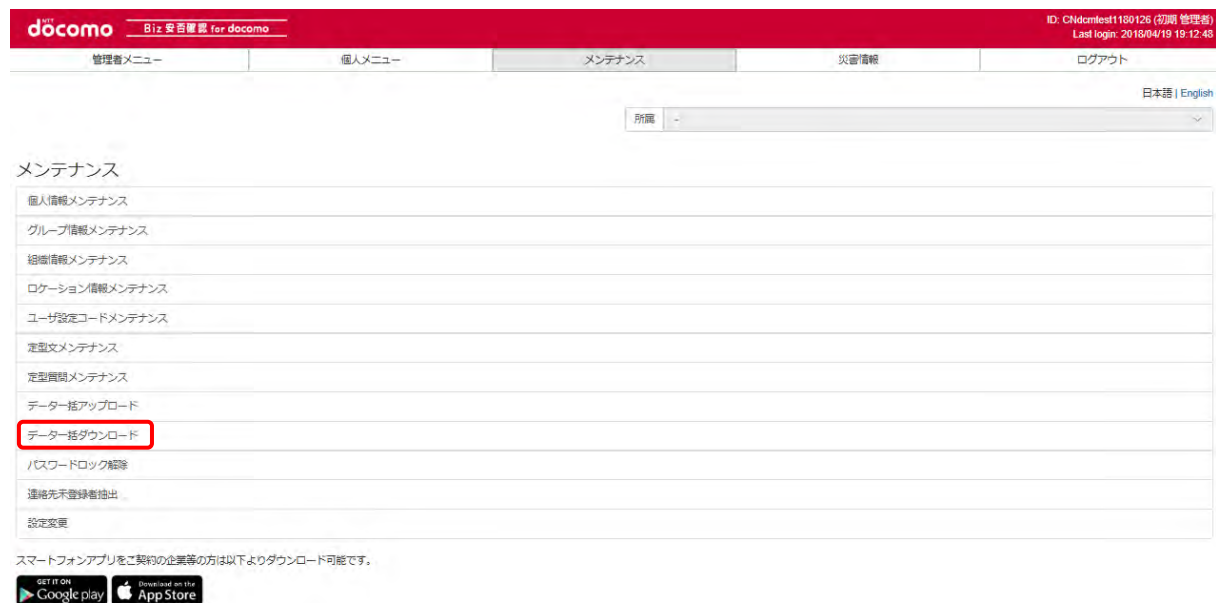 NTT
döcomo Biz 安否確認 for docomo
ID: CNdcmtest1180126 (初期 管理者)
Last login: 2018/04/19 19:12:48
管理者メニュー 個人メニュー メンテナンス 災害情報 ログアウト
日本語 | English
所属 -
メンテナンス
個人情報メンテナンス
グループ情報メンテナンス
組織情報メンテナンス
ロケーション情報メンテナンス
ユーザ設定コードメンテナンス
定型文メンテナンス
定型質問メンテナンス
データ一括アップロード
データ一括ダウンロード
パスワードロック解除
連絡先未登録者抽出
設定変更
スマートフォンアプリをご契約の企業等の方は以下よりダウンロード可能です。
GET IT ON
Google play
Download on the
App Store